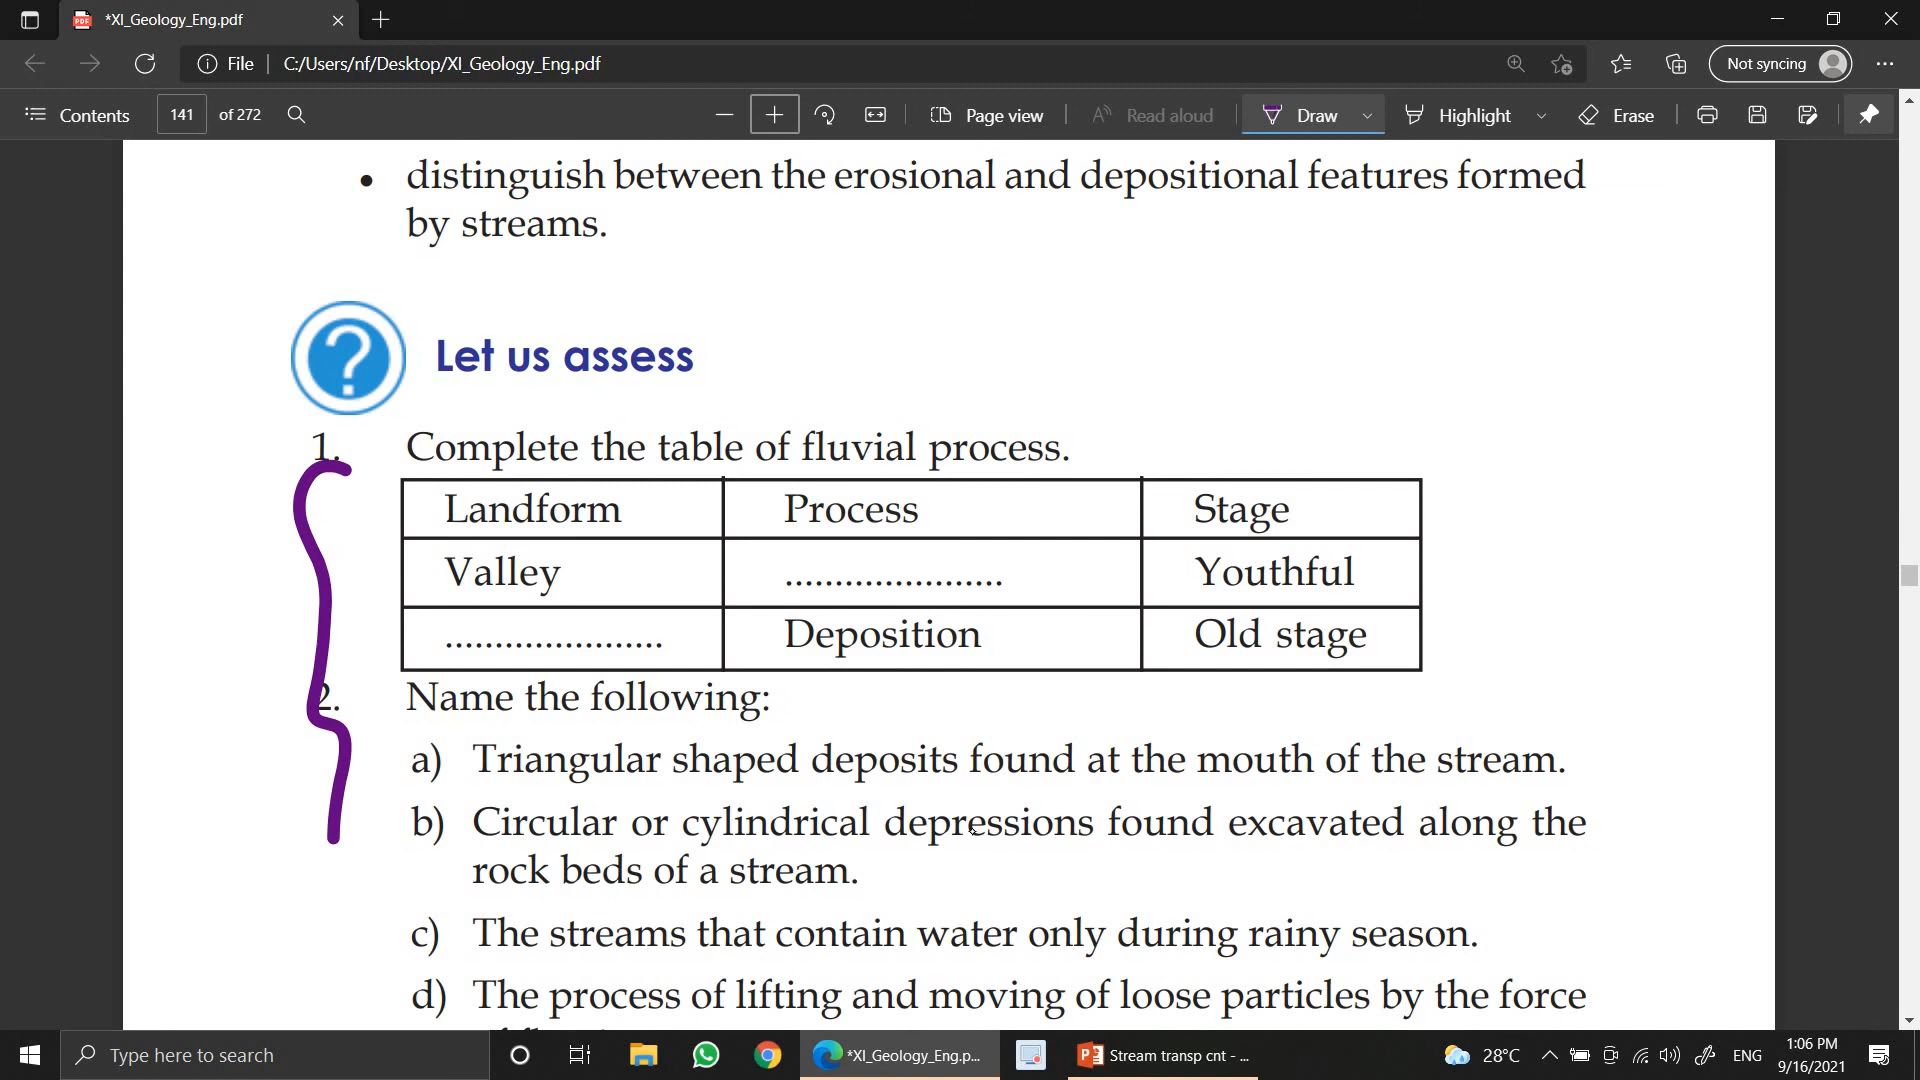 *XI_Geology_Eng.pdf
File C:/Users/nf/Desktop/XI_Geology_Eng.pdf Not syncing
Contents 141 of 272 Page view Read aloud Draw Highlight Erase
• distinguish between the erosional and depositional features formed
by streams.
Let us assess
1. Complete the table of fluvial process.
Landform Process Stage
Valley ...................... Youthful
...................... Deposition Old stage
2. Name the following:
a) Triangular shaped deposits found at the mouth of the stream.
b) Circular or cylindrical depressions found excavated along the
rock beds of a stream.
c) The streams that contain water only during rainy season.
d) The process of lifting and moving of loose particles by the force
Type here to search *XI_Geology_Eng.p... Stream transp cnt - ... 28°C ENG 1:06 PM
9/16/2021